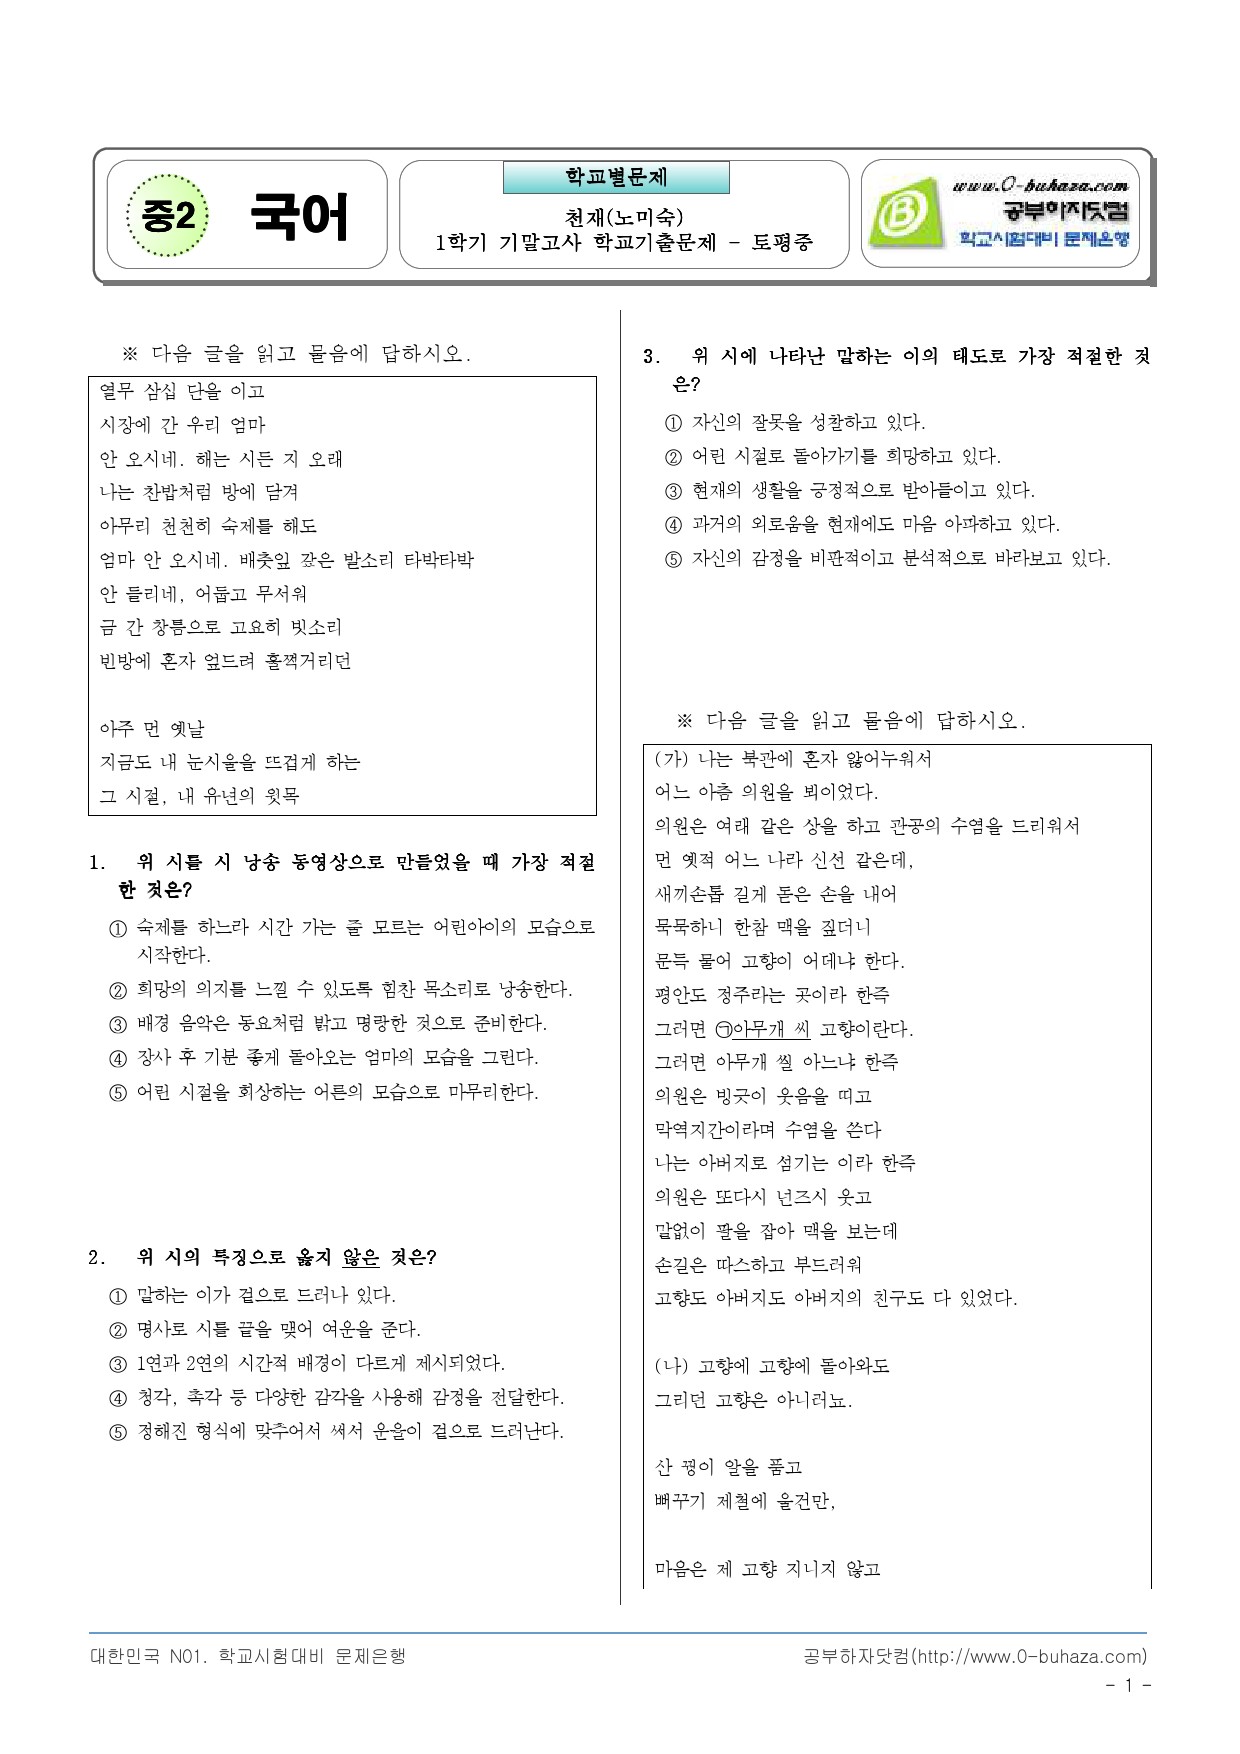 중2
국어
학교별문제
천재(노미숙)
1학기 기말고사 학교기출문제 - 토평중
www.0-buhaza.com
공부하자닷컴
학교시험대비 문제은행
※ 다음 글을 읽고 물음에 답하시오.
열무 삼십 단을 이고
시장에 간 우리 엄마
안 오시네. 해는 시든 지 오래
나는 찬밥처럼 방에 담겨
아무리 천천히 숙제를 해도
엄마 안 오시네. 배춧잎 같은 발소리 타박타박
안 들리네, 어둡고 무서워
금 간 창틈으로 고요히 빗소리
빈방에 혼자 엎드려 훌쩍거리던
아주 먼 옛날
지금도 내 눈시울을 뜨겁게 하는
그 시절, 내 유년의 윗목
1. 위 시를 시 낭송 동영상으로 만들었을 때 가장 적절
한 것은?
① 숙제를 하느라 시간 가는 줄 모르는 어린아이의 모습으로
시작한다.
② 희망의 의지를 느낄 수 있도록 힘찬 목소리로 낭송한다.
③ 배경 음악은 동요처럼 밝고 명랑한 것으로 준비한다.
④ 장사 후 기분 좋게 돌아오는 엄마의 모습을 그린다.
⑤ 어린 시절을 회상하는 어른의 모습으로 마무리한다.
2. 위 시의 특징으로 옳지 않은 것은?
① 말하는 이가 겉으로 드러나 있다.
② 명사로 시를 끝을 맺어 여운을 준다.
③ 1연과 2연의 시간적 배경이 다르게 제시되었다.
④ 청각, 촉각 등 다양한 감각을 사용해 감정을 전달한다.
⑤ 정해진 형식에 맞추어서 써서 운율이 겉으로 드러난다.
3. 위 시에 나타난 말하는 이의 태도로 가장 적절한 것
은?
① 자신의 잘못을 성찰하고 있다.
② 어린 시절로 돌아가기를 희망하고 있다.
③ 현재의 생활을 긍정적으로 받아들이고 있다.
④ 과거의 외로움을 현재에도 마음 아파하고 있다.
⑤ 자신의 감정을 비판적이고 분석적으로 바라보고 있다.
※ 다음 글을 읽고 물음에 답하시오.
(가) 나는 북관에 혼자 앓어누워서
어느 아츰 의원을 뵈이었다.
의원은 여래 같은 상을 하고 관공의 수염을 드리워서
먼 옛적 어느 나라 신선 같은데,
새끼손톱 길게 돋은 손을 내어
묵묵하니 한참 맥을 짚더니
문득 물어 고향이 어데냐 한다.
평안도 정주라는 곳이라 한즉
그러면 ㉠아무개 씨 고향이란다.
그러면 아무개 씰 아느냐 한즉
의원은 빙긋이 웃음을 띠고
막역지간이라며 수염을 쓴다
나는 아버지로 섬기는 이라 한즉
의원은 또다시 넌즈시 웃고
말없이 팔을 잡아 맥을 보는데
손길은 따스하고 부드러워
고향도 아버지도 아버지의 친구도 다 있었다.
(나) 고향에 고향에 돌아와도
그리던 고향은 아니러뇨.
산 꿩이 알을 품고
뻐꾸기 제철에 울건만,
마음은 제 고향 지니지 않고
대한민국 N01. 학교시험대비 문제은행
공부하자닷컴(http://www.0-buhaza.com)
- 1 -